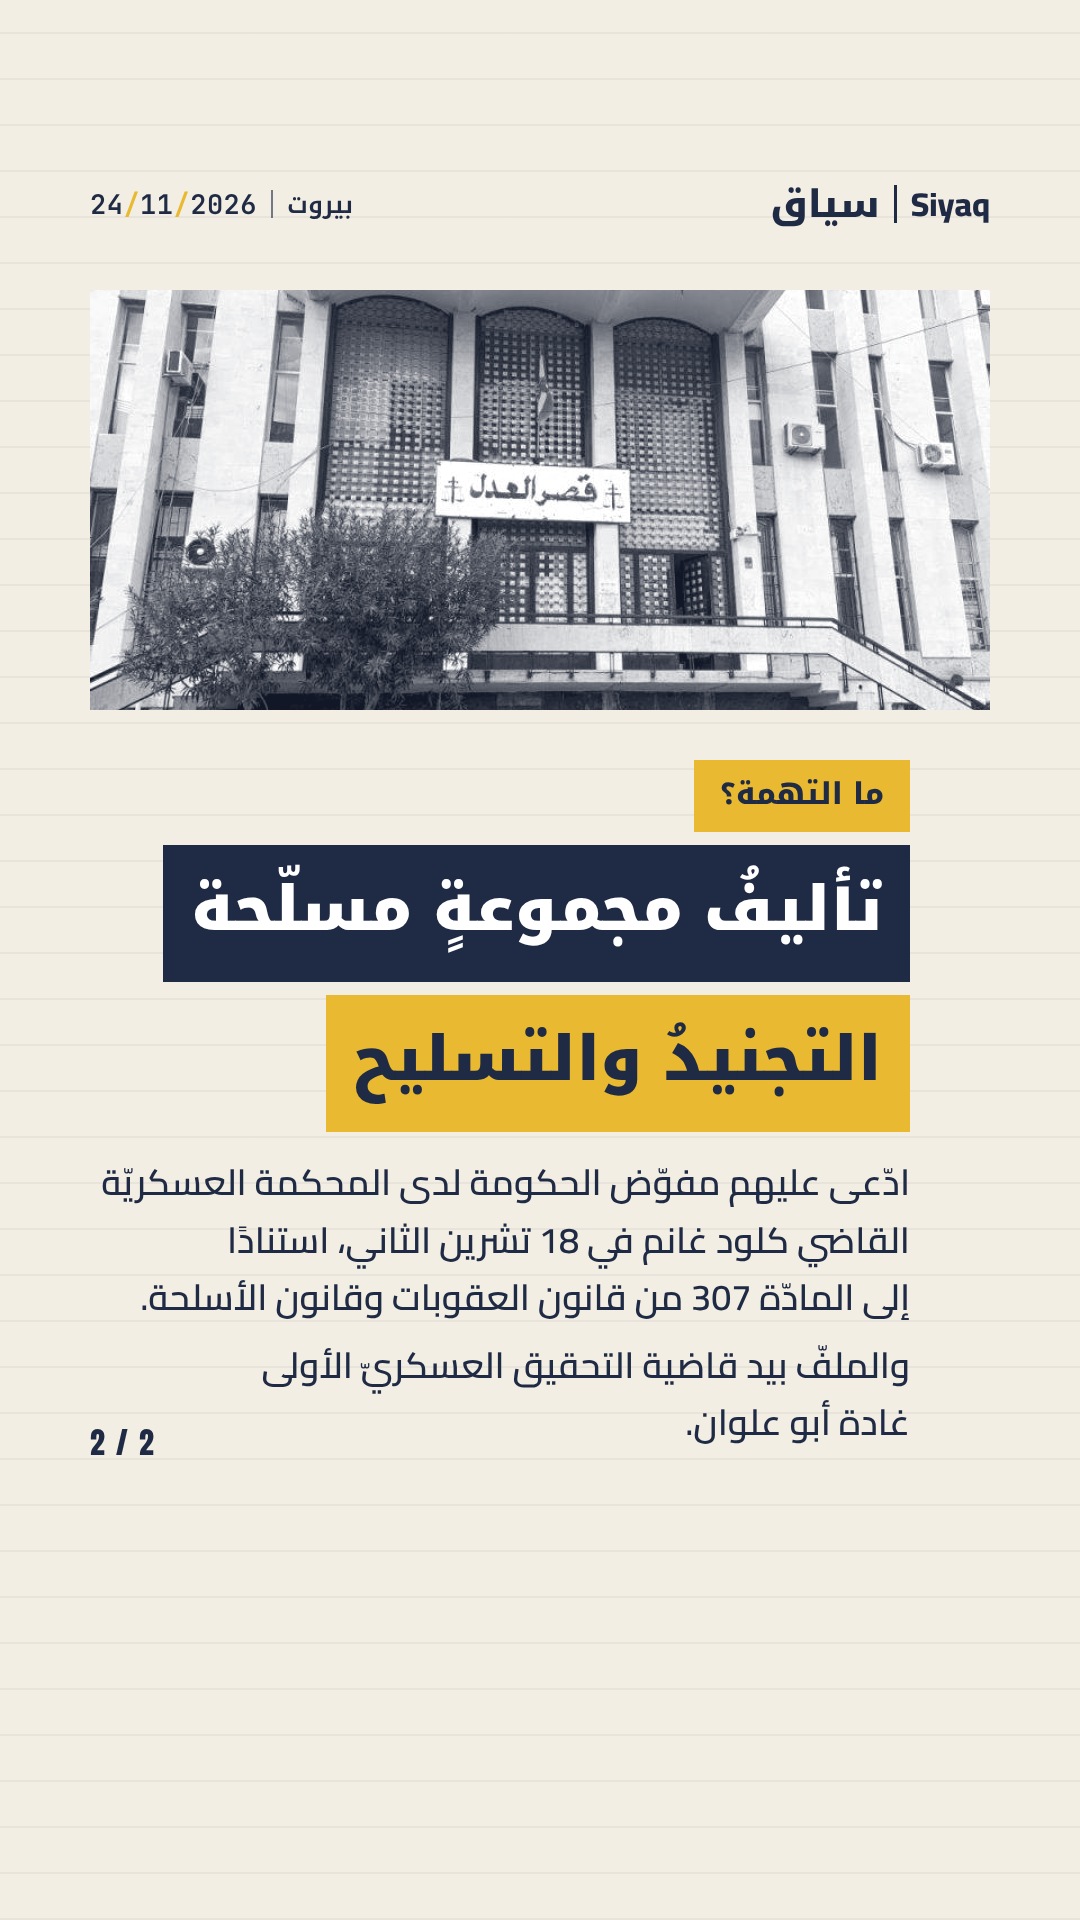 سياق | Siyaq
بيروت | 24/11/2026
قصر العدل
ما التهمة؟
تأليفُ مجموعةٍ مسلّحة
التجنيدُ والتسليح
ادّعى عليهم مفوّض الحكومة لدى المحكمة العسكريّة
القاضي كلود غانم في 18 تشرين الثاني، استنادًا
إلى المادّة 307 من قانون العقوبات وقانون الأسلحة.
والملفّ بيد قاضية التحقيق العسكريّ الأولى
غادة أبو علوان.
2 / 2